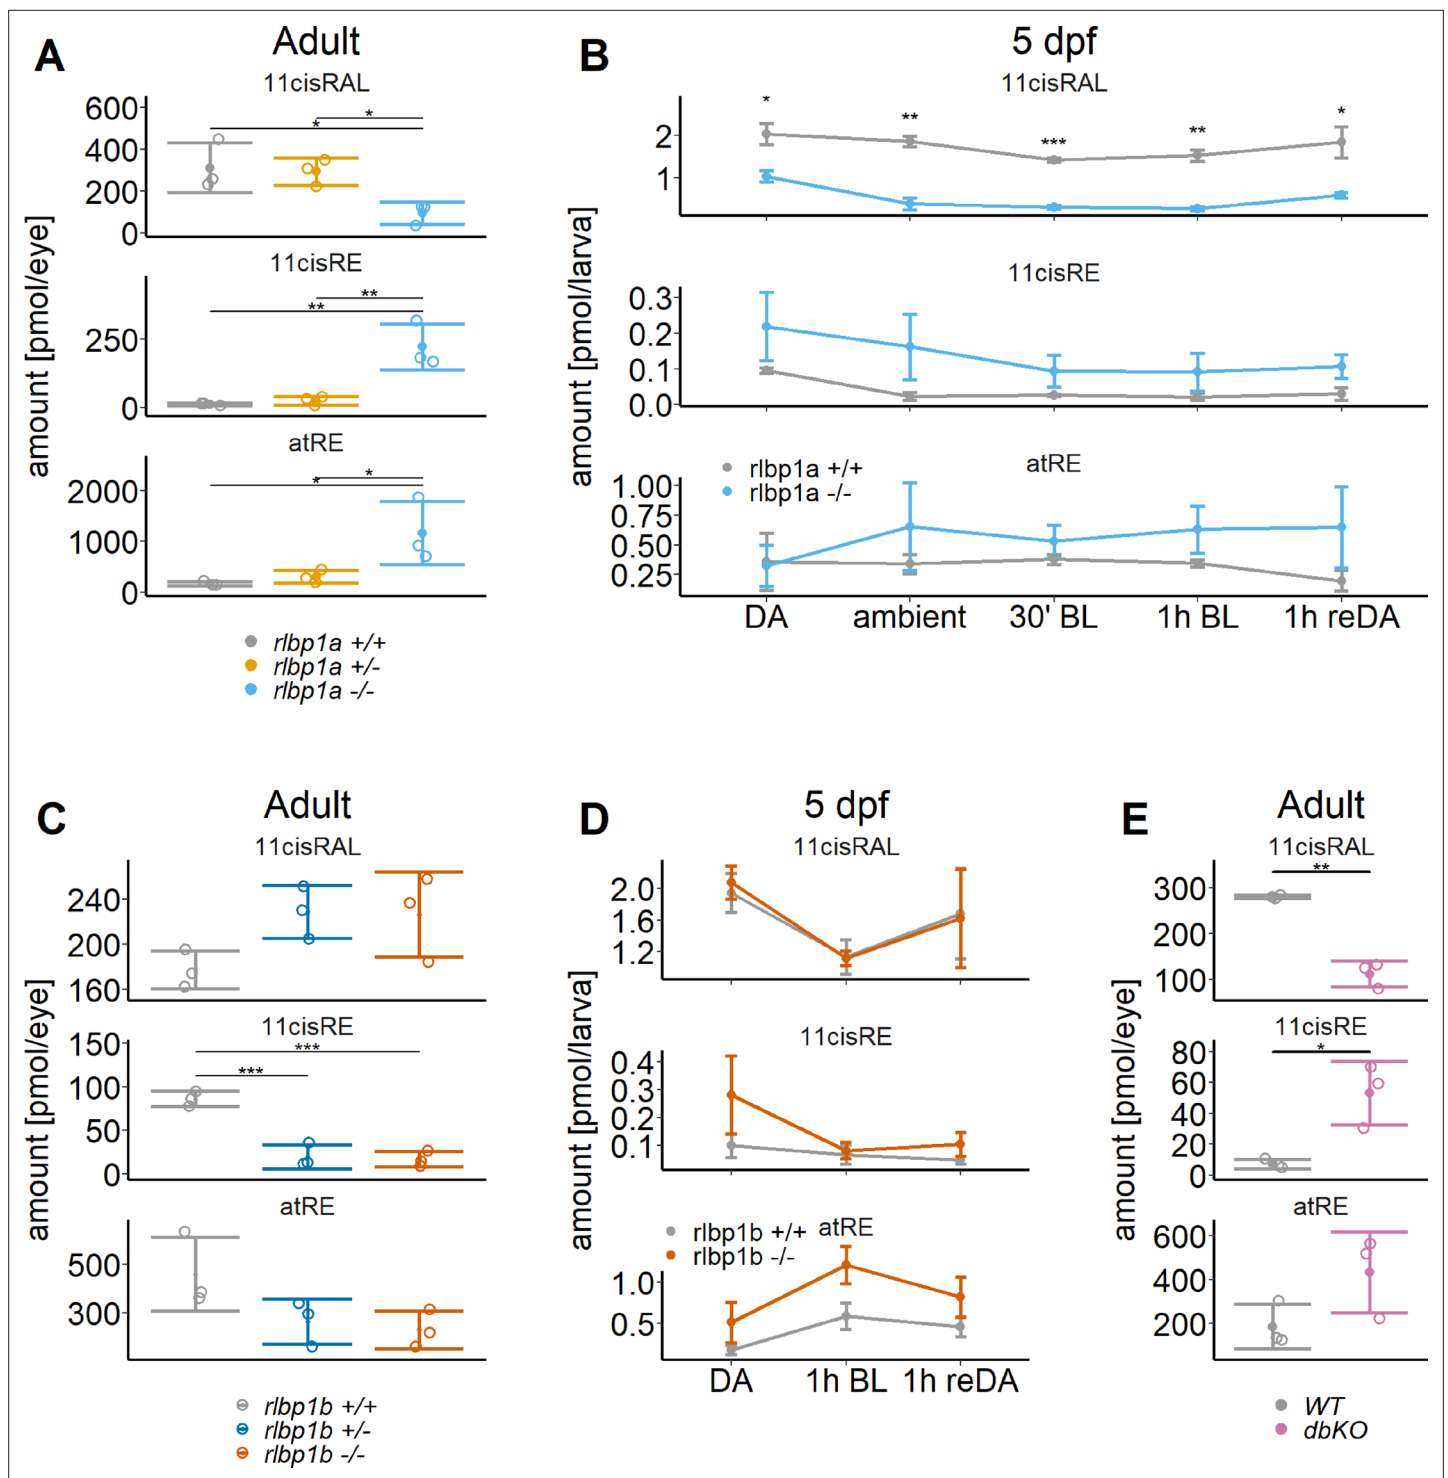 A
Adult
11cisRAL
600
400
200
0
*
*
11cisRE
250
0
**
**
atRE
2000
1000
0
*
*
amount [pmol/eye]
rlbp1a +/+
rlbp1a +/-
rlbp1a -/-
B
5 dpf
11cisRAL
2
1
*
**
***
**
*
11cisRE
0.3
0.2
0.1
0.0
atRE
rlbp1a +/+
rlbp1a -/-
1.00
0.75
0.50
0.25
amount [pmol/larva]
DA ambient 30' BL 1h BL 1h reDA
C
Adult
11cisRAL
240
200
160
11cisRE
150
100
50
0
***
***
atRE
500
300
amount [pmol/eye]
rlbp1b +/+
rlbp1b +/-
rlbp1b -/-
D
5 dpf
11cisRAL
2.0
1.6
1.2
11cisRE
0.4
0.3
0.2
0.1
atRE
rlbp1b +/+
rlbp1b -/-
1.0
0.5
amount [pmol/larva]
DA 1h BL 1h reDA
E
Adult
11cisRAL
**
300
200
100
11cisRE
*
80
60
40
20
0
atRE
600
400
200
amount [pmol/eye]
WT
dbKO